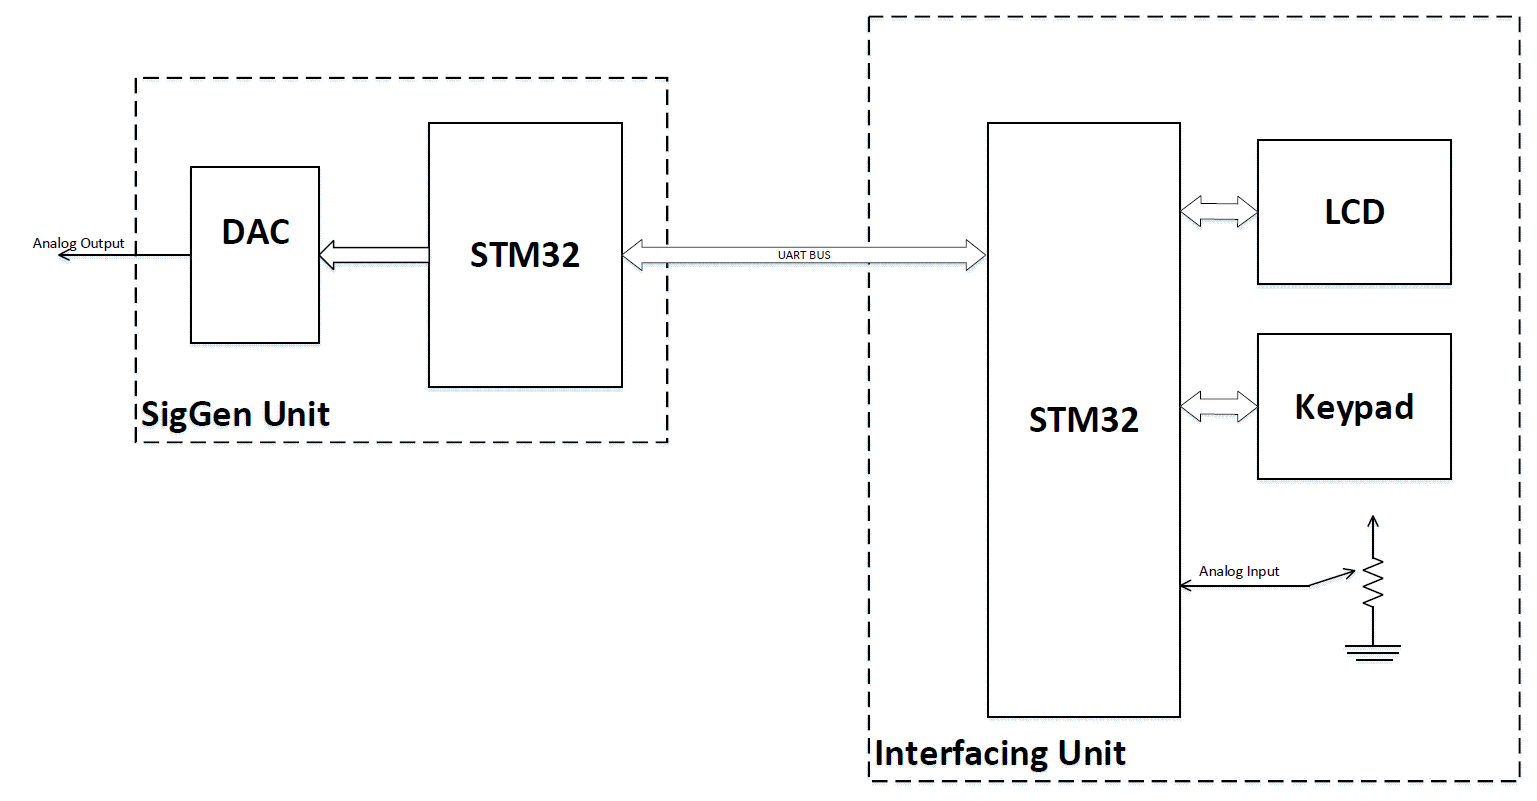 Analog Output
DAC
STM32
SigGen Unit
UART BUS
STM32
LCD
Keypad
Analog Input
Interfacing Unit